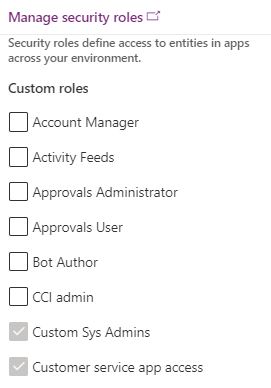 Manage security roles
Security roles define access to entities in apps
across your environment.
Custom roles
Account Manager
Activity Feeds
Approvals Administrator
Approvals User
Bot Author
CCI admin
Custom Sys Admins
Customer service app access